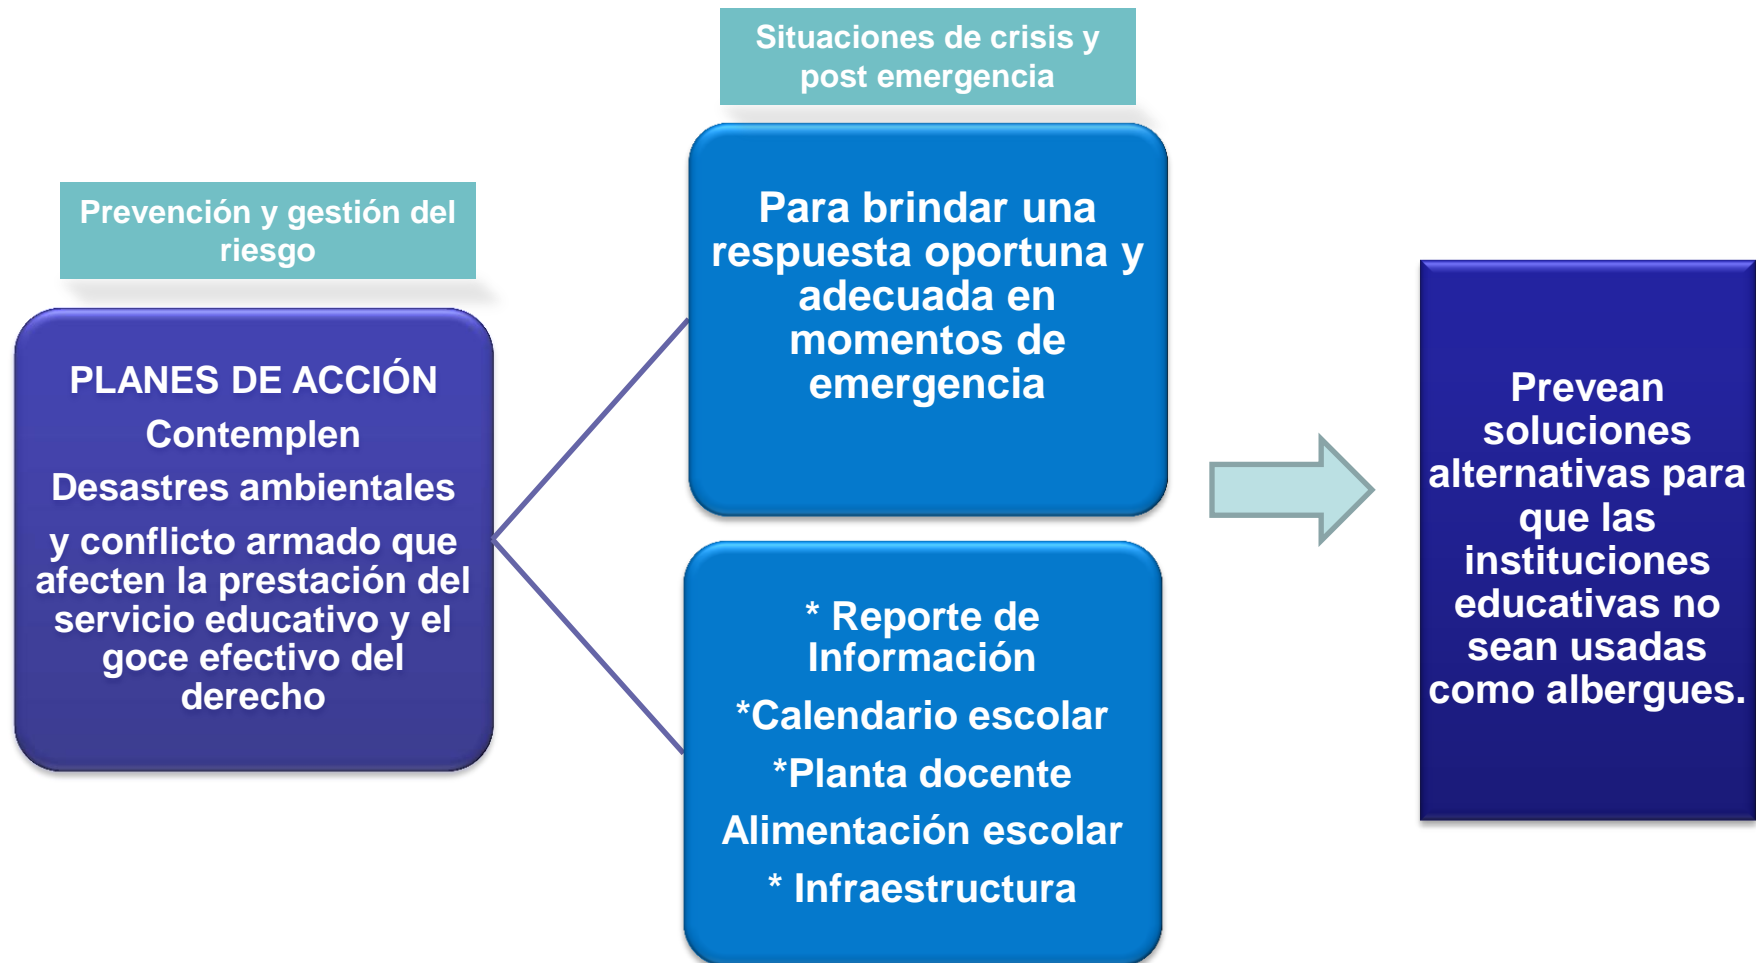 Prevención y gestión del
riesgo
PLANES DE ACCIÓN
Contemplen
Desastres ambientales
y conflicto armado que
afecten la prestación del
servicio educativo y el
goce efectivo del
derecho
Situaciones de crisis y
post emergencia
Para brindar una
respuesta oportuna y
adecuada en
momentos de
emergencia
* Reporte de
Información
*Calendario escolar
*Planta docente
Alimentación escolar
* Infraestructura
Prevean
soluciones
alternativas para
que las
instituciones
educativas no
sean usadas
como albergues.